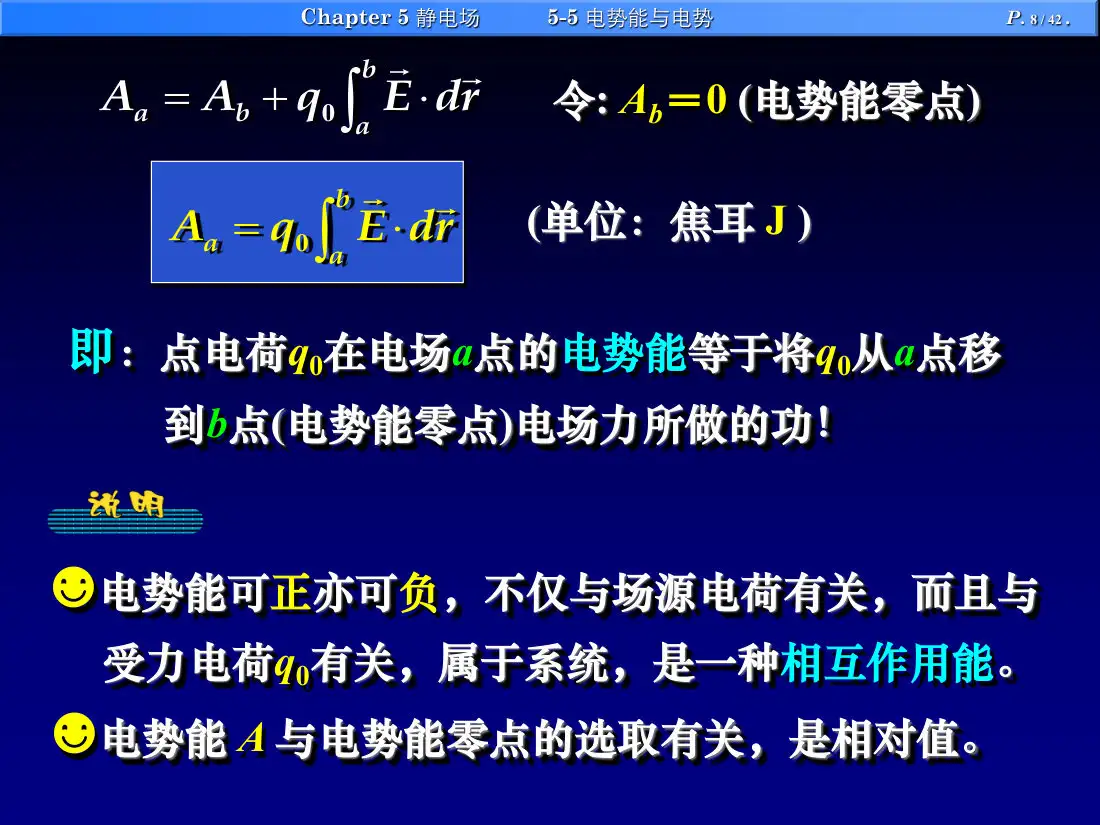 Chapter 5 静电场 5-5 电势能与电势 P. 8 / 42 .
A_a = A_b + q_0 ∫_a^b E⃗ · dr⃗ 令: A_b＝0 (电势能零点)
A_a = q_0 ∫_a^b E⃗ · dr⃗ (单位：焦耳 J )
即：点电荷q_0在电场a点的电势能等于将q_0从a点移
到b点(电势能零点)电场力所做的功！
说明
电势能可正亦可负，不仅与场源电荷有关，而且与
受力电荷q_0有关，属于系统，是一种相互作用能。
电势能 A 与电势能零点的选取有关，是相对值。